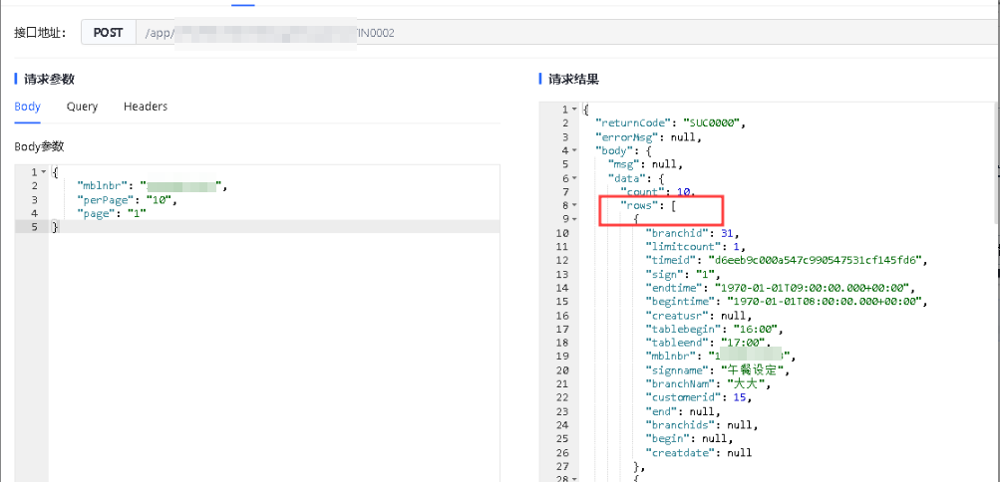 接口地址： POST /app/ /IN0002
请求参数
Body Query Headers
Body参数
1 {
2 "mblnbr": " ",
3 "perPage": "10",
4 "page": "1"
5 }
请求结果
1 {
2 "returnCode": "SUC0000",
3 "errorMsg": null,
4 "body": {
5 "msg": null,
6 "data": {
7 "count": 10,
8 "rows": [
9 {
10 "branchid": 31,
11 "limitcount": 1,
12 "timeid": "d6eeb9c000a547c990547531cf145fd6",
13 "sign": "1",
14 "endtime": "1970-01-01T09:00:00.000+00:00",
15 "begintime": "1970-01-01T08:00:00.000+00:00",
16 "creatusr": null,
17 "tablebegin": "16:00",
18 "tableend": "17:00",
19 "mblnbr": "1 ",
20 "signname": "午餐设定",
21 "branchNam": "大大",
22 "customerid": 15,
23 "end": null,
24 "branchids": null,
25 "begin": null,
26 "creatdate": null
27 },
28 {